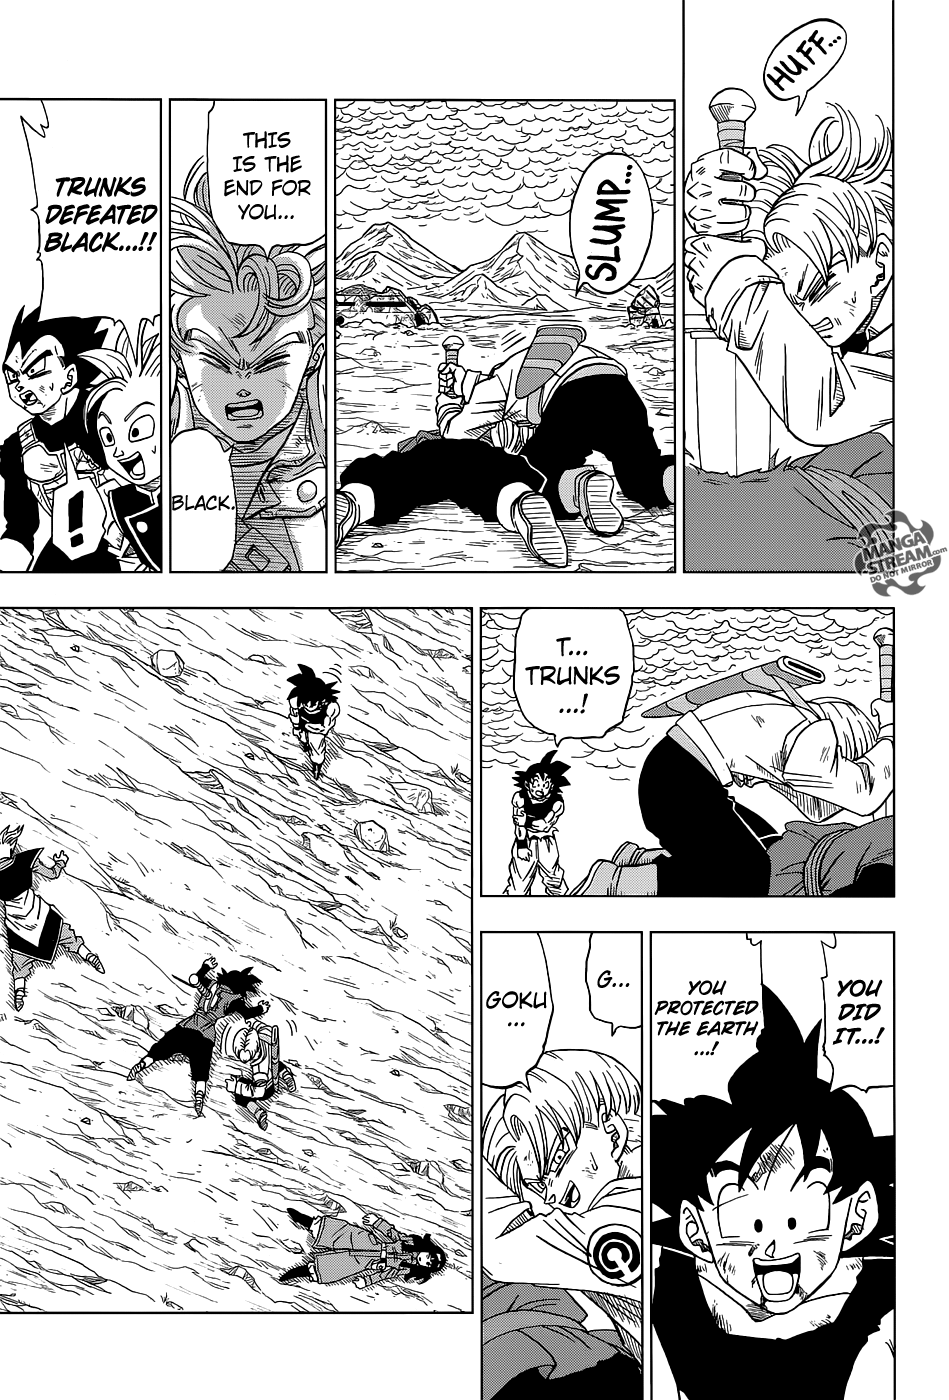 HUFF...
SLUMP...
THIS
IS THE
END FOR
YOU...
BLACK.
TRUNKS
DEFEATED
BLACK...!!
!
MANGA
STREAM.com
DO NOT MIRROR
T...
TRUNKS
...!
YOU
DID
IT...!
YOU
PROTECTED
THE EARTH
...!
G...
GOKU
...